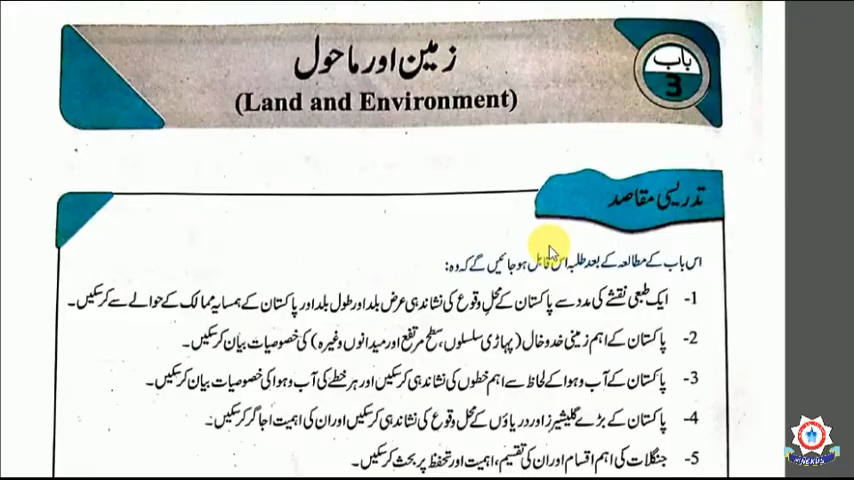 باب
3
زمین اور ماحول
(Land and Environment)
تدریسی مقاصد
اس باب کے مطالعہ کے بعد طلبہ اس قابل ہو جائیں گے کہ وہ:
1- ایک طبعی نقشے کی مدد سے پاکستان کے محلِ وقوع کی نشاندہی عرض بلد اور طول بلد اور پاکستان کے ہمسایہ ممالک کے حوالے سے کر سکیں۔
2- پاکستان کے اہم زمینی خدوخال (پہاڑی سلسلوں، سطح مرتفع اور میدانوں وغیرہ) کی خصوصیات بیان کر سکیں۔
3- پاکستان کے آب و ہوا کے لحاظ سے اہم خطوں کی نشاندہی کر سکیں اور ہر خطے کی آب و ہوا کی خصوصیات بیان کر سکیں۔
4- پاکستان کے بڑے گلیشیرز اور دریاؤں کے محل وقوع کی نشاندہی کر سکیں اور ان کی اہمیت اجاگر کر سکیں۔
5- جنگلات کی اہم اقسام اور ان کی تقسیم، اہمیت اور تحفظ پر بحث کر سکیں۔